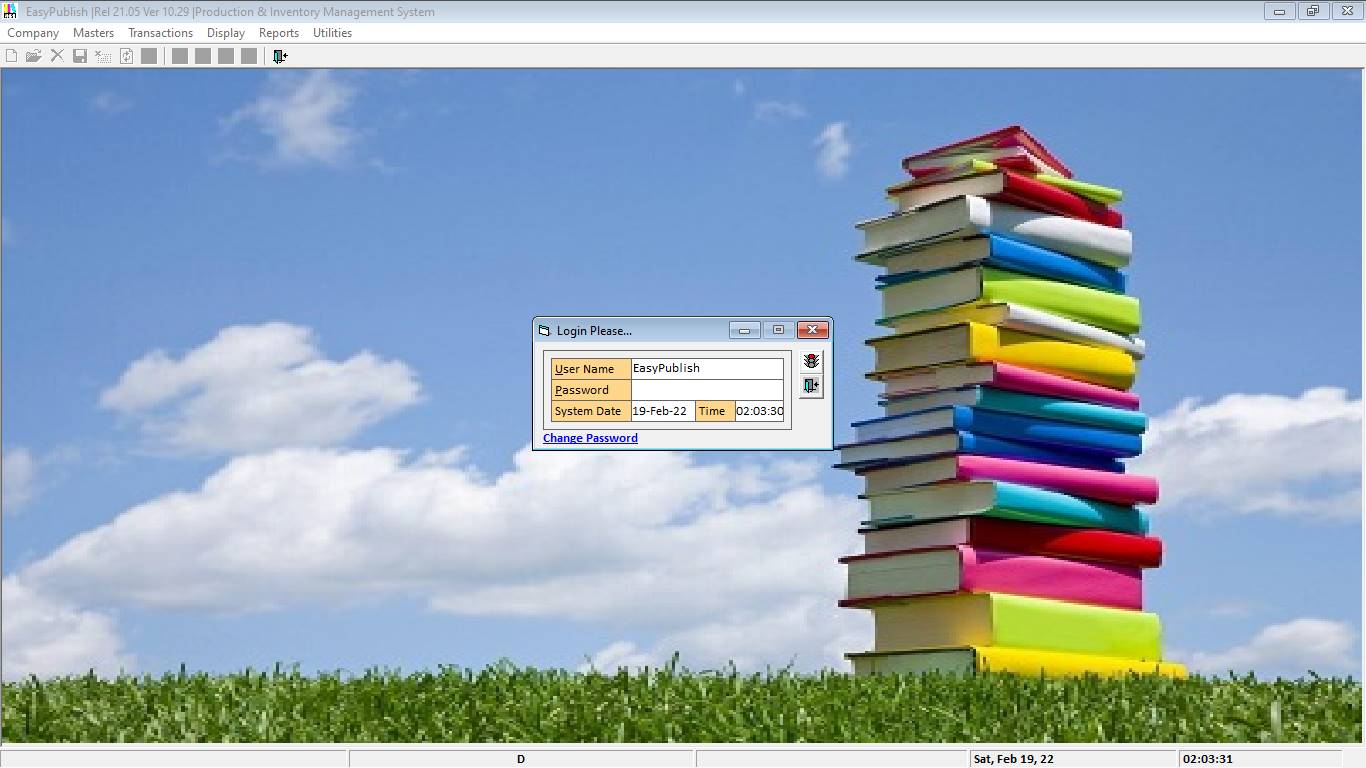 EasyPublish |Rel 21.05 Ver 10.29 |Production & Inventory Management System
Company Masters Transactions Display Reports Utilities
Login Please...
User Name EasyPublish
Password
System Date 19-Feb-22 Time 02:03:30
Change Password
D Sat, Feb 19, 22 02:03:31